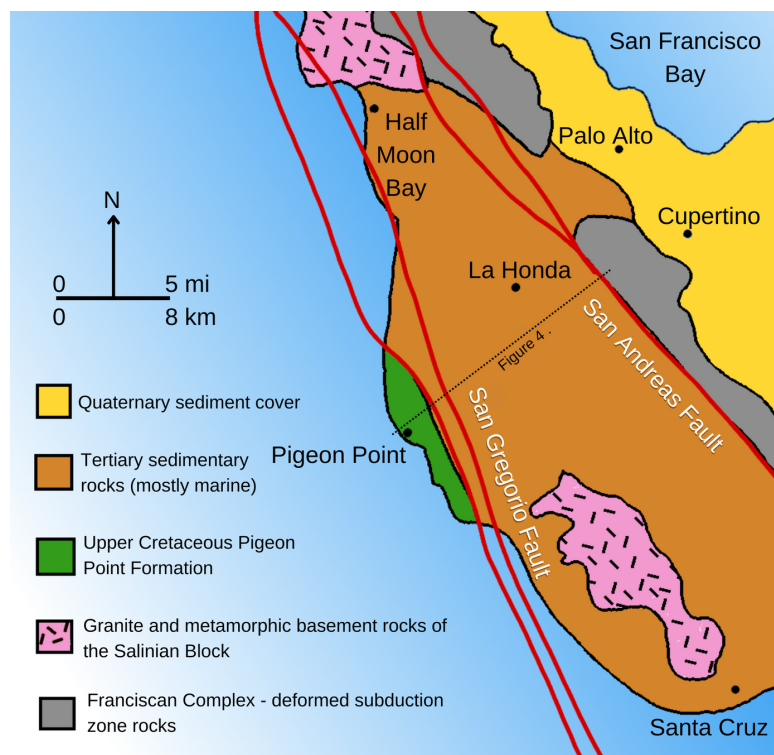 San Francisco
Bay
Half
Moon
Bay
Palo Alto
Cupertino
N
0 5 mi
0 8 km
La Honda
Figure 4 .
San Andreas Fault
San Gregorio Fault
Pigeon Point
Santa Cruz
Quaternary sediment cover
Tertiary sedimentary
rocks (mostly marine)
Upper Cretaceous Pigeon
Point Formation
Granite and metamorphic basement rocks of
the Salinian Block
Franciscan Complex - deformed subduction
zone rocks